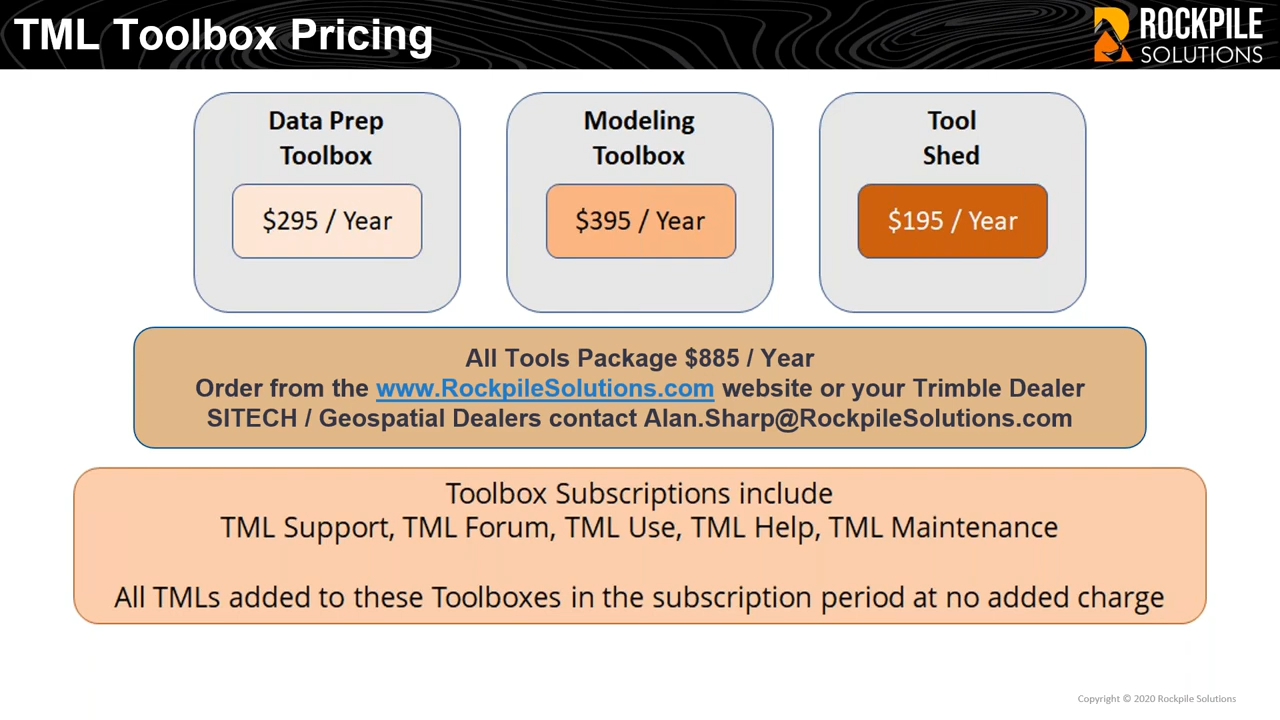 TML Toolbox Pricing
ROCKPILE
SOLUTIONS
Data Prep
Toolbox
$295 / Year
Modeling
Toolbox
$395 / Year
Tool
Shed
$195 / Year
All Tools Package $885 / Year
Order from the www.RockpileSolutions.com website or your Trimble Dealer
SITECH / Geospatial Dealers contact Alan.Sharp@RockpileSolutions.com
Toolbox Subscriptions include
TML Support, TML Forum, TML Use, TML Help, TML Maintenance
All TMLs added to these Toolboxes in the subscription period at no added charge
Copyright © 2020 Rockpile Solutions